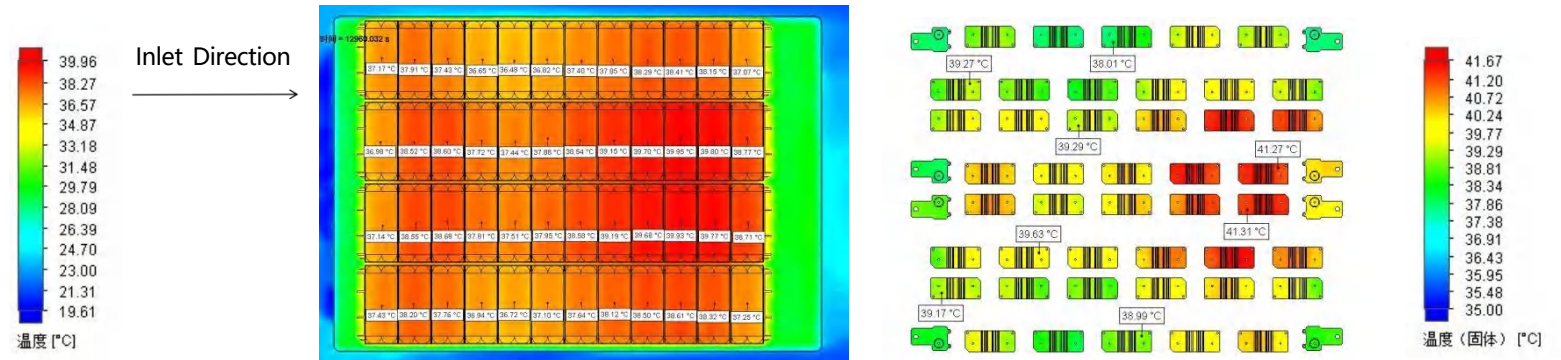 39.96
38.27
36.57
34.87
33.18
31.48
29.79
28.09
26.39
24.70
23.00
21.31
19.61
温度 [°C]
Inlet Direction
时间 = 12960.032 s
37.17 °C 37.91 °C 37.43 °C 36.65 °C 36.49 °C 36.82 °C 37.40 °C 37.85 °C 38.29 °C 38.41 °C 38.15 °C 37.07 °C
36.98 °C 38.52 °C 38.60 °C 37.72 °C 37.44 °C 37.88 °C 38.54 °C 39.15 °C 39.70 °C 39.95 °C 39.80 °C 38.77 °C
37.14 °C 38.55 °C 38.68 °C 37.81 °C 37.51 °C 37.95 °C 38.58 °C 39.19 °C 39.68 °C 39.93 °C 39.77 °C 38.71 °C
37.43 °C 38.20 °C 37.76 °C 36.94 °C 36.72 °C 37.10 °C 37.64 °C 38.12 °C 38.50 °C 38.61 °C 38.32 °C 37.25 °C
39.27 °C
38.01 °C
39.29 °C
41.27 °C
39.63 °C
41.31 °C
39.17 °C
38.99 °C
41.67
41.20
40.72
40.24
39.77
39.29
38.81
38.34
37.86
37.38
36.91
36.43
35.95
35.48
35.00
温度（固体） [°C]